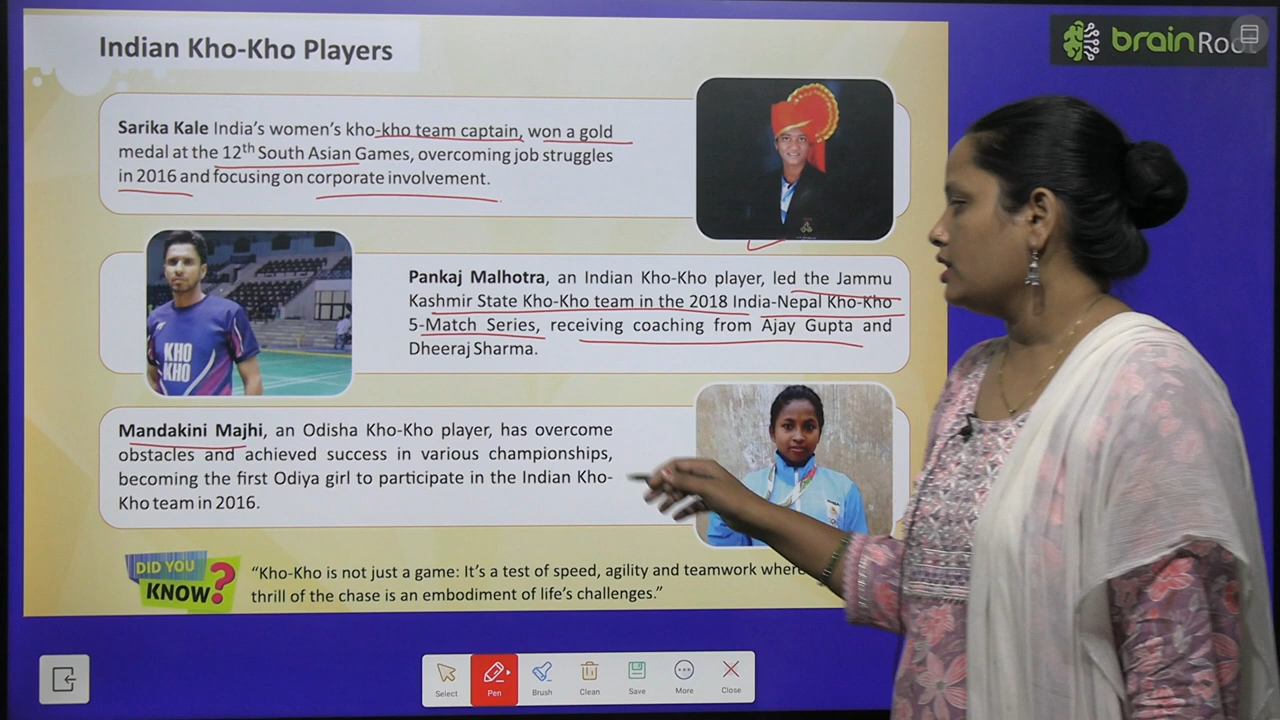 Indian Kho-Kho Players
brainRoot
Sarika Kale India's women's kho-kho team captain, won a gold
medal at the 12th South Asian Games, overcoming job struggles
in 2016 and focusing on corporate involvement.
Pankaj Malhotra, an Indian Kho-Kho player, led the Jammu
Kashmir State Kho-Kho team in the 2018 India-Nepal Kho-Kho
5-Match Series, receiving coaching from Ajay Gupta and
Dheeraj Sharma.
KHO
KHO
Mandakini Majhi, an Odisha Kho-Kho player, has overcome
obstacles and achieved success in various championships,
becoming the first Odiya girl to participate in the Indian Kho-
Kho team in 2016.
DID YOU
KNOW?
"Kho-Kho is not just a game: It's a test of speed, agility and teamwork where
thrill of the chase is an embodiment of life's challenges."
Select Pen Brush Clean Save More Close